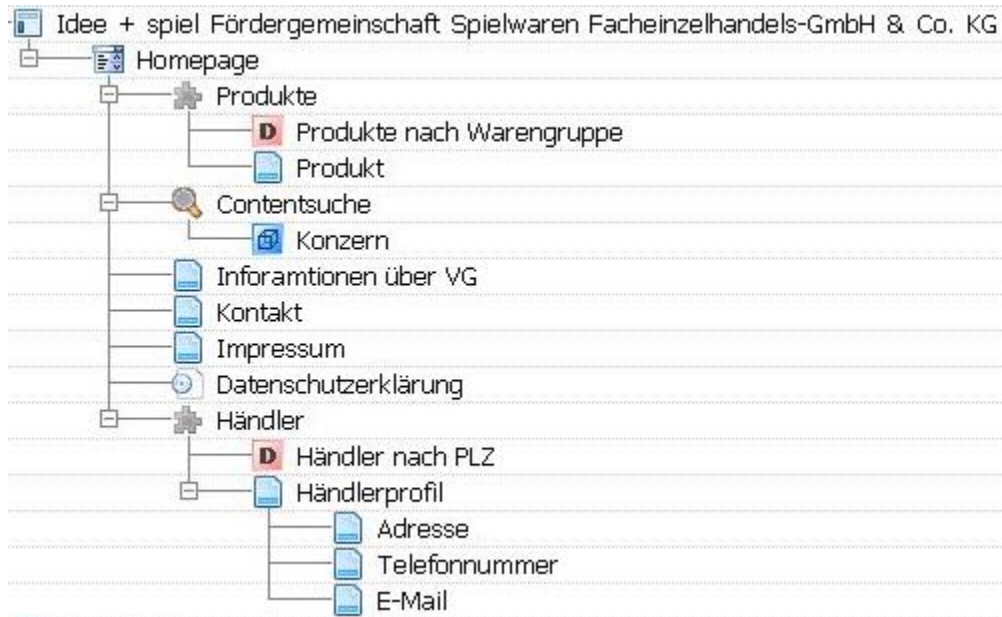 Idee + spiel Fördergemeinschaft Spielwaren Facheinzelhandels-GmbH & Co. KG
Homepage
Produkte
D Produkte nach Warengruppe
Produkt
Contentsuche
Konzern
Inforamtionen über VG
Kontakt
Impressum
Datenschutzerklärung
Händler
D Händler nach PLZ
Händlerprofil
Adresse
Telefonnummer
E-Mail